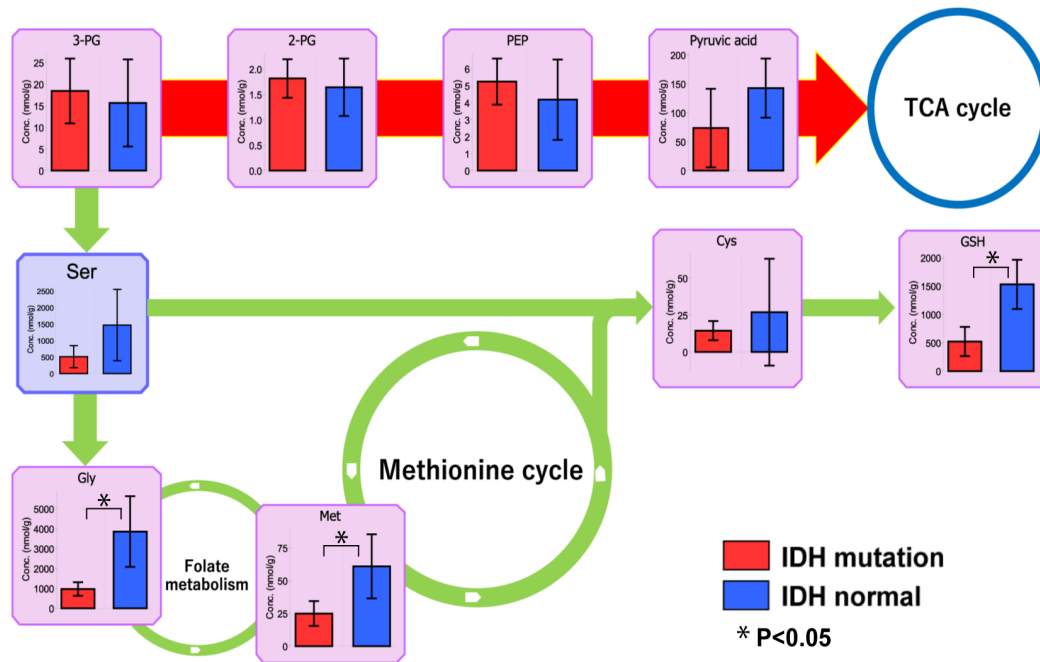 3-PG
Conc. (nmol/g)
25
20
15
10
5
0
2-PG
Conc. (nmol/g)
2.0
1.5
1.0
0.5
0.0
PEP
Conc. (nmol/g)
6
5
4
3
2
1
0
Pyruvic acid
Conc. (nmol/g)
200
150
100
50
0
TCA cycle
Ser
Conc. (nmol/g)
2500
2000
1500
1000
500
0
Cys
Conc. (nmol/g)
50
25
0
GSH
Conc. (nmol/g)
2000
1500
1000
500
0
*
Methionine cycle
Gly
Conc. (nmol/g)
5000
4000
3000
2000
1000
0
*
Folate
metabolism
Met
Conc. (nmol/g)
75
50
25
0
*
IDH mutation
IDH normal
* P<0.05